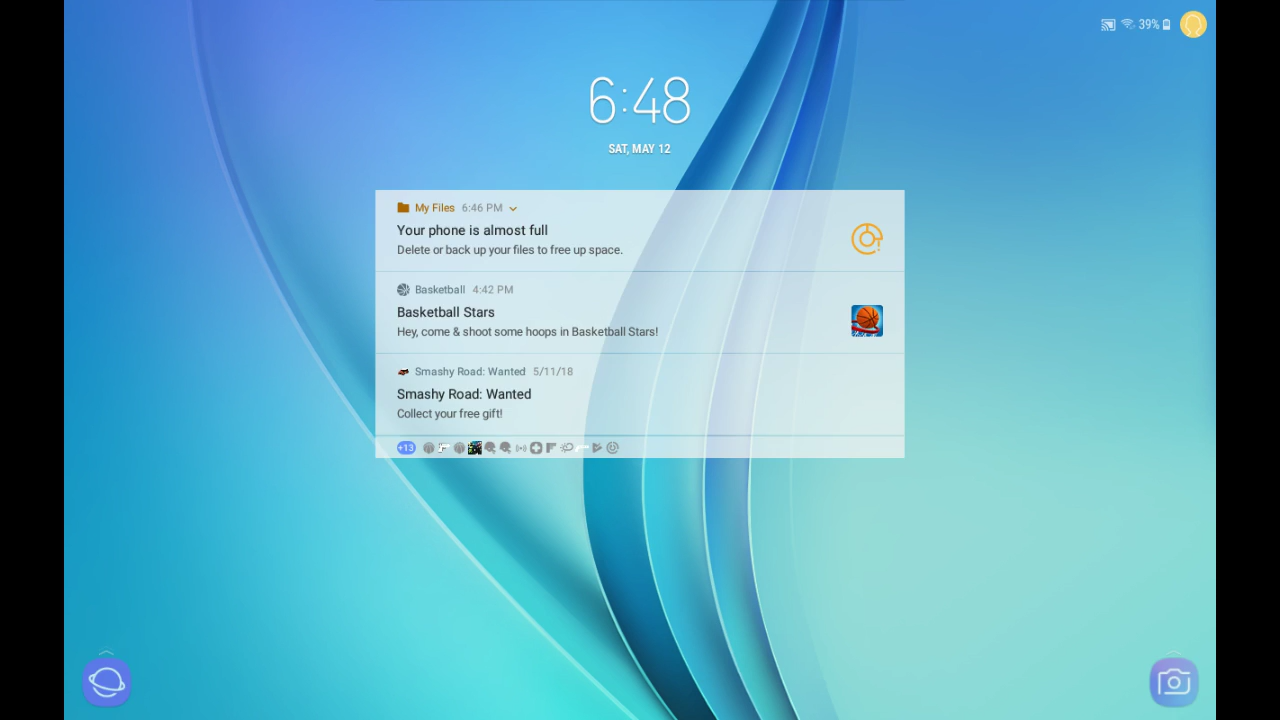 39%
6:48
SAT, MAY 12
My Files 6:46 PM
Your phone is almost full
Delete or back up your files to free up space.
Basketball 4:42 PM
Basketball Stars
Hey, come & shoot some hoops in Basketball Stars!
Smashy Road: Wanted 5/11/18
Smashy Road: Wanted
Collect your free gift!
+13